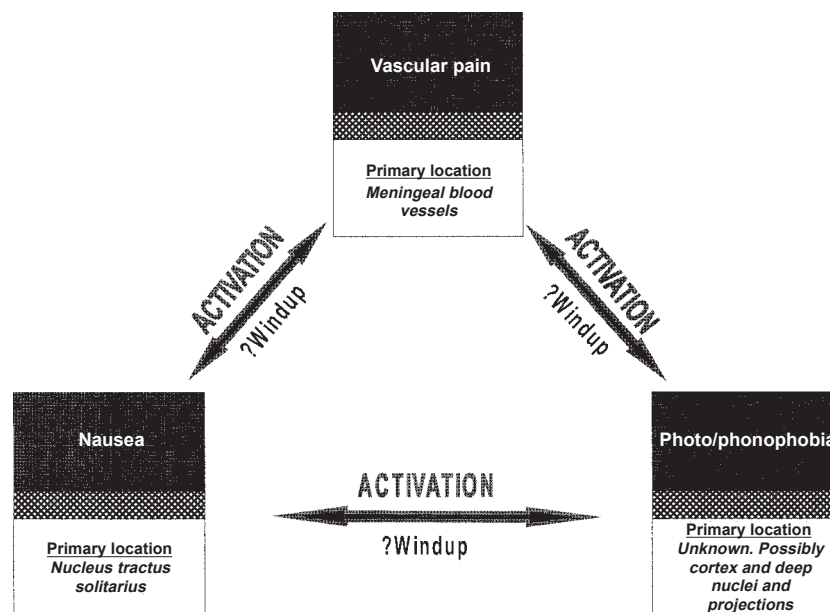 Vascular pain
Primary location
Meningeal blood
vessels
ACTIVATION
?Windup
ACTIVATION
?Windup
Nausea
Primary location
Nucleus tractus
solitarius
ACTIVATION
?Windup
Photo/phonophobia
Primary location
Unknown. Possibly
cortex and deep
nuclei and
projections